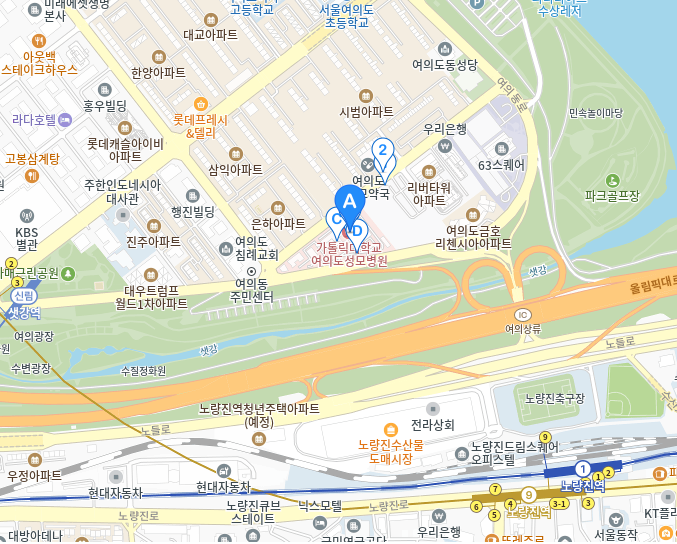 미래에셋생명
본사
고등학교
서울여의도
초등학교
수상레저
대교아파트
아웃백
스테이크하우스
한양아파트
여의도동성당
여의동로
홍우빌딩
롯데프레시
&델리
시범아파트
민속놀이마당
라다호텔
롯데캐슬아이비
아파트
우리은행
2
63스퀘어
고봉삼계탕
삼익아파트
여의도
약국
리버타워
아파트
파크골프장
주한인도네시아
대사관
행진빌딩
은하아파트
A
C
D
여의도금호
리첸시아아파트
KBS
별관
진주아파트
여의도
침례교회
가톨릭대학교
여의도성모병원
2
3
근린공원
신림
샛강역
대우트럼프
월드1차아파트
여의동
주민센터
샛강
올림픽대로
IC
여의상류
여의광장
수변광장
샛강
수질정화원
노들로
노량진역청년주택아파트
(예정)
전라상회
노량진축구장
노들로
노량진수산물
도매시장
노량진드림스퀘어
오피스텔
9
우정아파트
현대자동차
현대자동차
1
1
2
노량진역
7
9
노량진역
6
5
4
3-1
3
노량진로
노량진큐브
스테이트
닉스모텔
노량진로
우리은행
뜨레주르
KT플라
서울동작
대방아데나